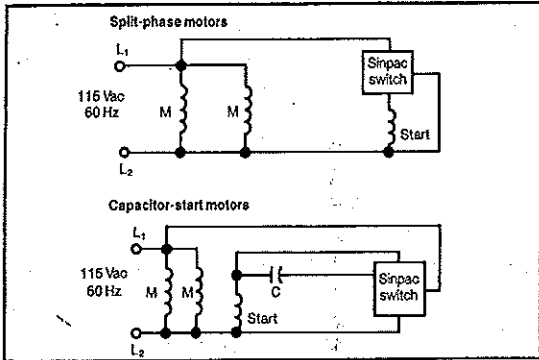 Split-phase motors
L1
Sinpac
switch
115 Vac
60 Hz
M
M
Start
L2
Capacitor-start motors
L1
115 Vac
60 Hz
M
M
C
Sinpac
switch
Start
L2